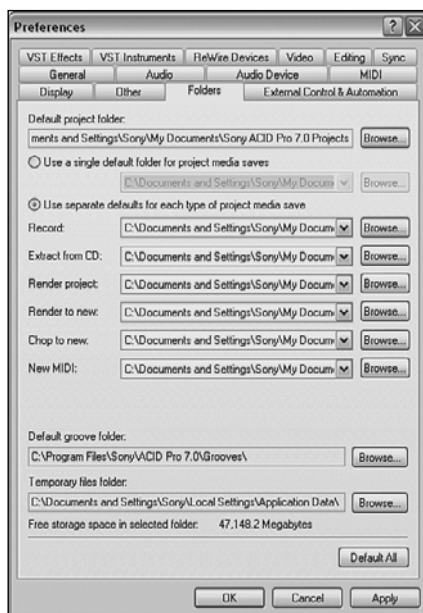 Preferences
VST Effects VST Instruments ReWire Devices Video Editing Sync
General Audio Audio Device MIDI
Display Other Folders External Control & Automation
Default project folder:
ments and Settings\Sony\My Documents\Sony ACID Pro 7.0 Projects Browse...
Use a single default folder for project media saves
C:\Documents and Settings\Sony\My Docum Browse...
Use separate defaults for each type of project media save
Record: C:\Documents and Settings\Sony\My Docum Browse...
Extract from CD: C:\Documents and Settings\Sony\My Docum Browse...
Render project: C:\Documents and Settings\Sony\My Docum Browse...
Render to new: C:\Documents and Settings\Sony\My Docum Browse...
Chop to new: C:\Documents and Settings\Sony\My Docum Browse...
New MIDI: C:\Documents and Settings\Sony\My Docum Browse...
Default groove folder:
C:\Program Files\Sony\ACID Pro 7.0\Grooves\ Browse...
Temporary files folder:
C:\Documents and Settings\Sony\Local Settings\Application Data\ Browse...
Free storage space in selected folder: 47,148.2 Megabytes
Default All
OK Cancel Apply